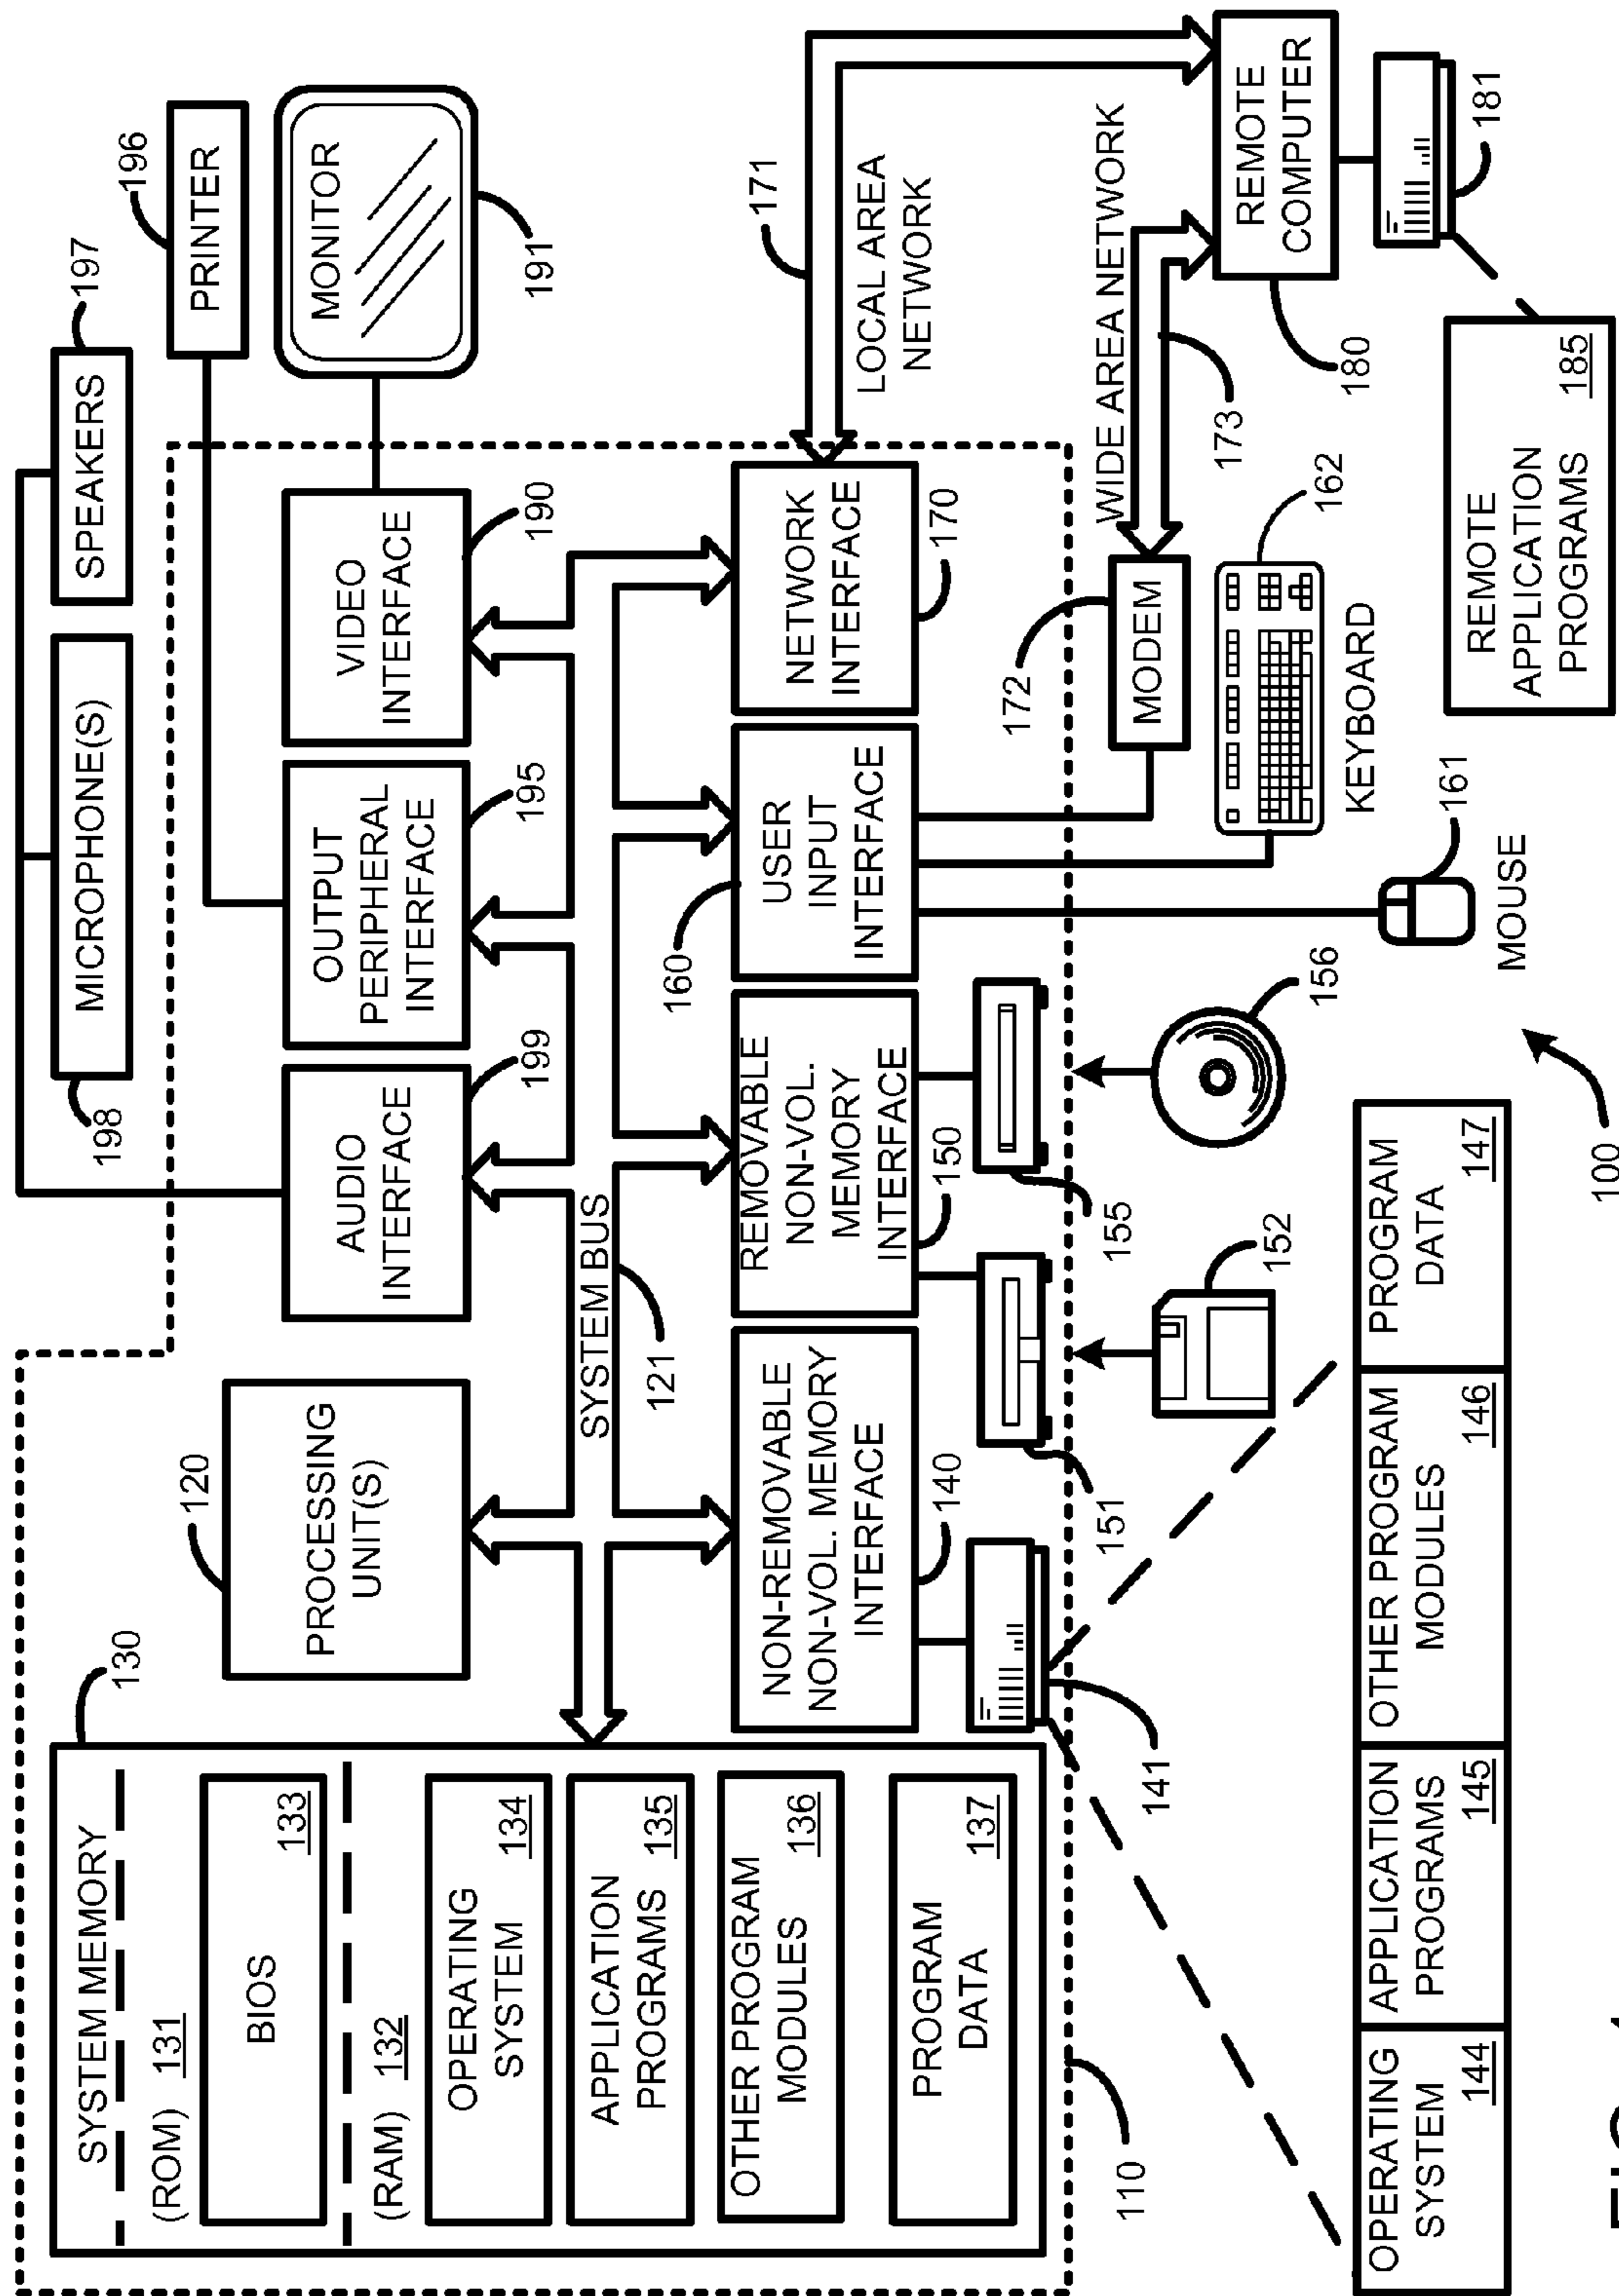 SYSTEM MEMORY
130
(ROM) 131
BIOS
133
(RAM) 132
OPERATING
SYSTEM
134
APPLICATION
PROGRAMS
135
OTHER PROGRAM
MODULES
136
PROGRAM
DATA
137
110
PROCESSING
UNIT(S)
120
SYSTEM BUS
121
AUDIO
INTERFACE
199
OUTPUT
PERIPHERAL
INTERFACE
195
VIDEO
INTERFACE
190
MICROPHONE(S)
198
SPEAKERS
197
PRINTER
196
MONITOR
191
NON-REMOVABLE
NON-VOL. MEMORY
INTERFACE
140
REMOVABLE
NON-VOL.
MEMORY
INTERFACE
150
USER
INPUT
INTERFACE
160
NETWORK
INTERFACE
170
171
LOCAL AREA
NETWORK
141
151
152
155
156
172
MODEM
WIDE AREA NETWORK
173
162
KEYBOARD
161
MOUSE
REMOTE
COMPUTER
180
181
REMOTE
APPLICATION
PROGRAMS
185
OPERATING
SYSTEM
144
APPLICATION
PROGRAMS
145
OTHER PROGRAM
MODULES
146
PROGRAM
DATA
147
100